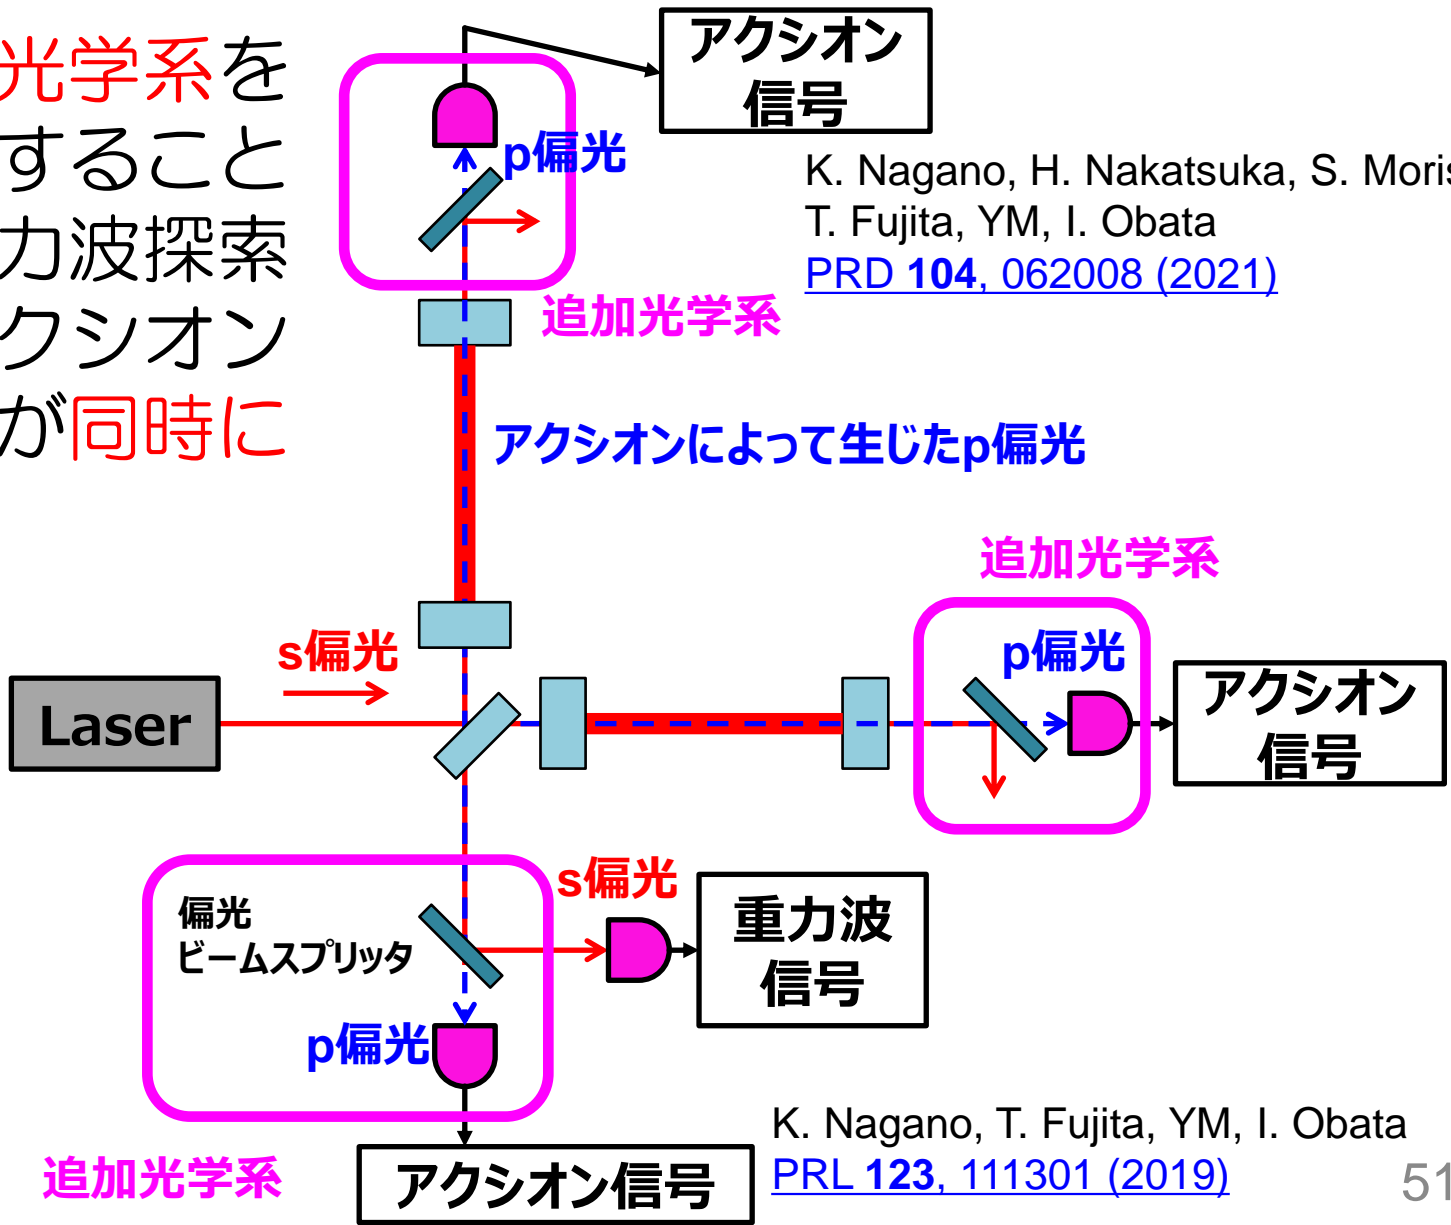 光学系を
すること
力波探索
クシオン
が同時に
アクシオン
信号
p偏光
K. Nagano, H. Nakatsuka, S. Moris
T. Fujita, YM, I. Obata
PRD 104, 062008 (2021)
追加光学系
アクシオンによって生じたp偏光
追加光学系
s偏光
p偏光
Laser
アクシオン
信号
偏光
ビームスプリッタ
s偏光
重力波
信号
p偏光
追加光学系
アクシオン信号
K. Nagano, T. Fujita, YM, I. Obata
PRL 123, 111301 (2019)
51